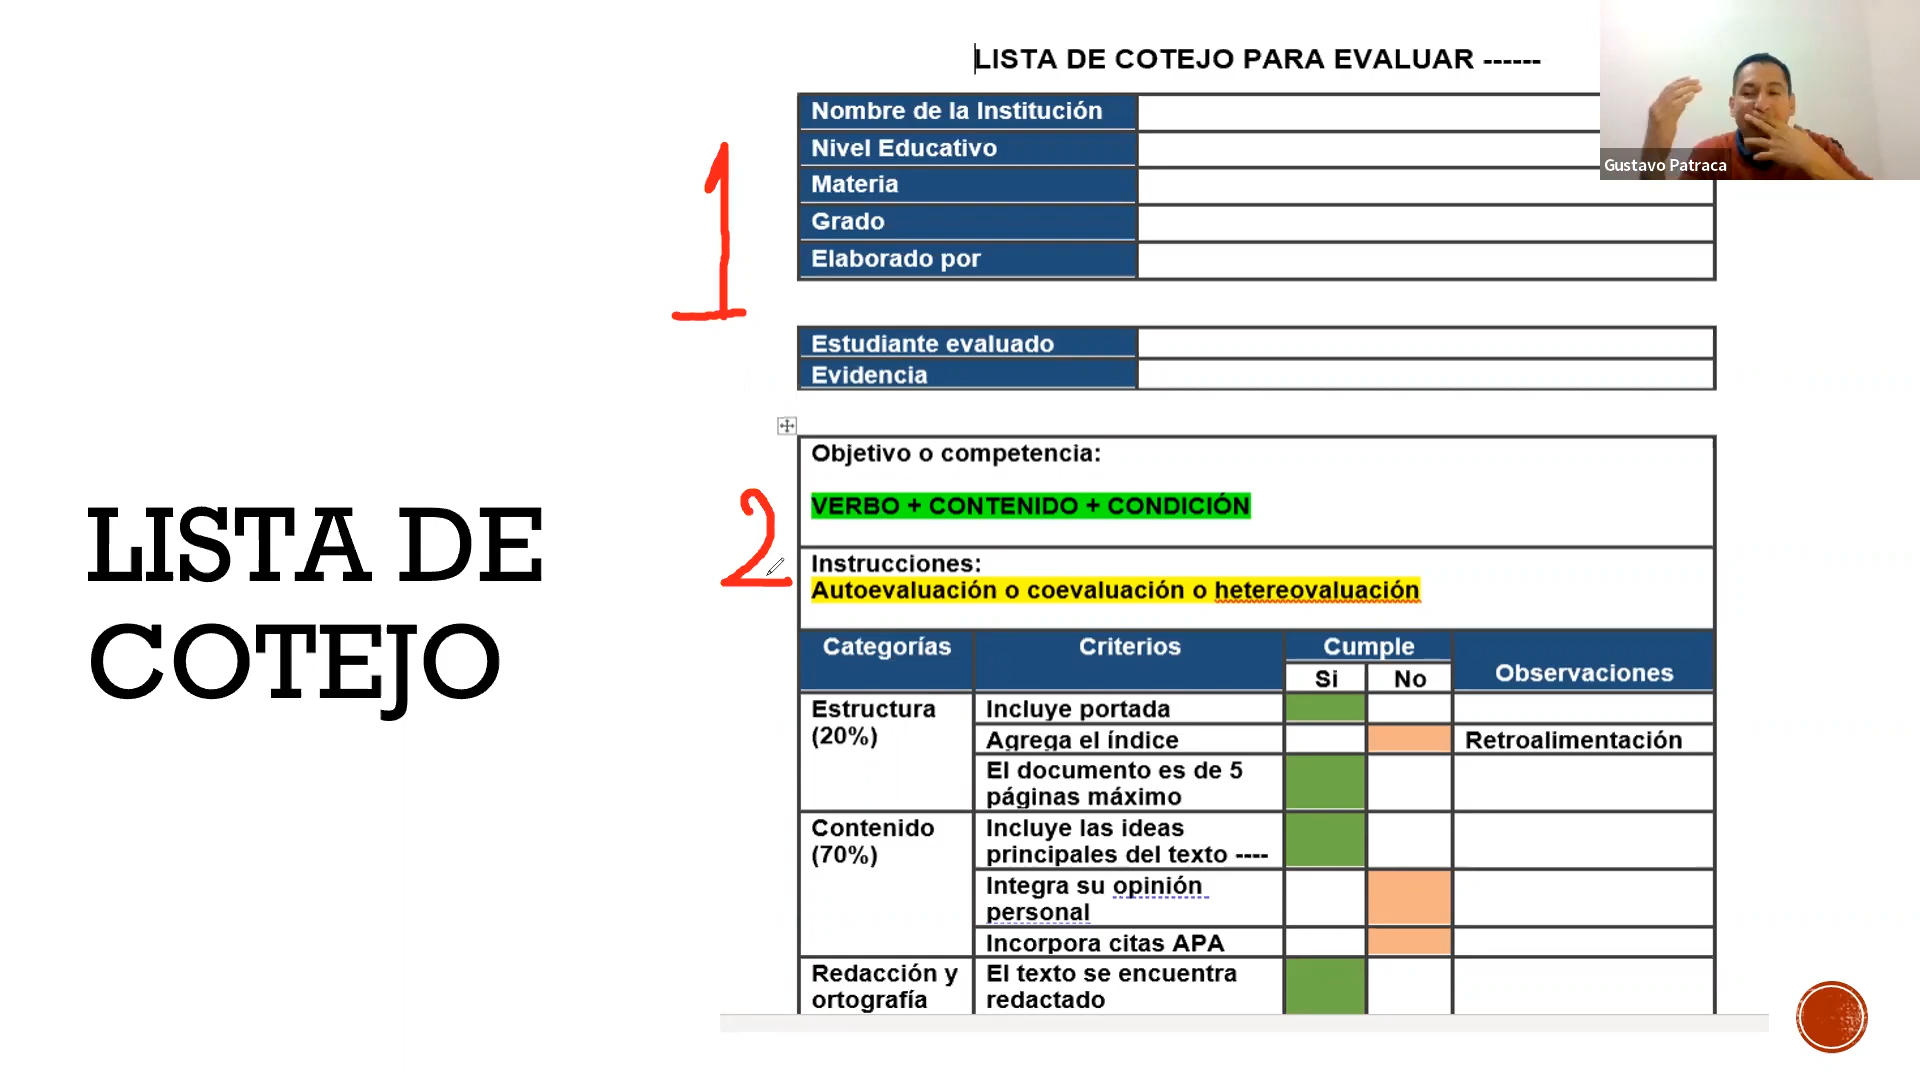 LISTA DE COTEJO PARA EVALUAR ------
Nombre de la Institución
Nivel Educativo
Materia
Grado
Elaborado por
Gustavo Patraca
1
Estudiante evaluado
Evidencia
Objetivo o competencia:
VERBO + CONTENIDO + CONDICIÓN
2
Instrucciones:
Autoevaluación o coevaluación o hetereovaluación
LISTA DE
COTEJO
Categorías Criterios Cumple Observaciones
Si No
Estructura
(20%)
Incluye portada
Agrega el índice Retroalimentación
El documento es de 5
páginas máximo
Contenido
(70%)
Incluye las ideas
principales del texto ----
Integra su opinión
personal
Incorpora citas APA
Redacción y
ortografía
El texto se encuentra
redactado